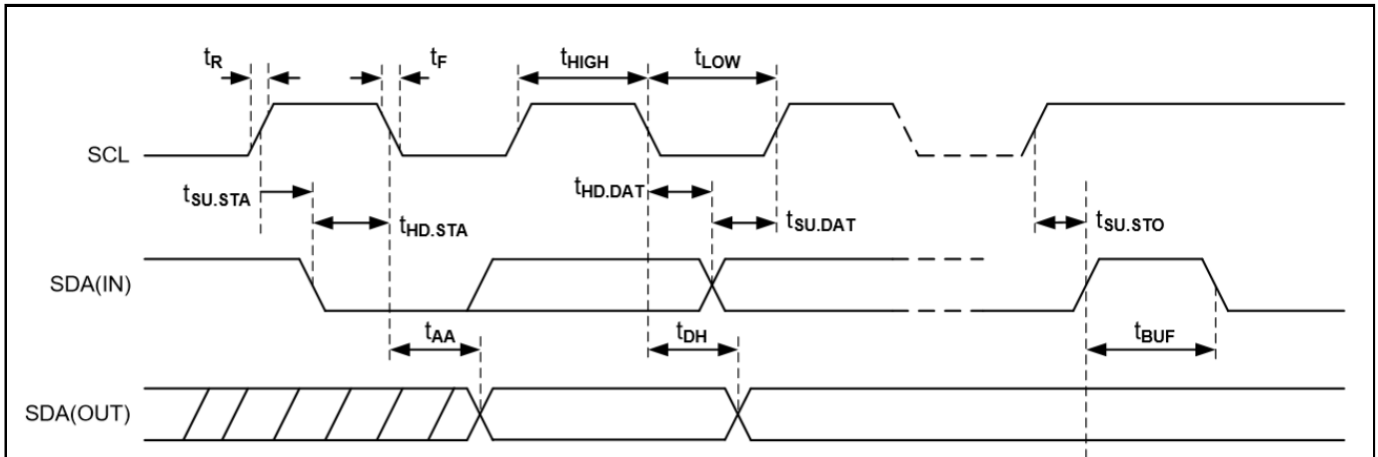 tR tF tHIGH tLOW
SCL
tSU.STA tHD.STA tHD.DAT tSU.DAT tSU.STO
SDA(IN)
tAA tDH tBUF
SDA(OUT)